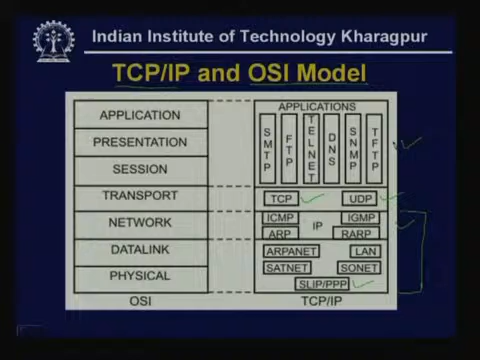 Indian Institute of Technology Kharagpur
TCP/IP and OSI Model
APPLICATION
PRESENTATION
SESSION
TRANSPORT
NETWORK
DATALINK
PHYSICAL
OSI
APPLICATIONS
SMTP
FTP
TELNET
DNS
SNMP
TFTP
TCP
UDP
ICMP
IGMP
IP
ARP
RARP
ARPANET
LAN
SATNET
SONET
SLIP/PPP
TCP/IP